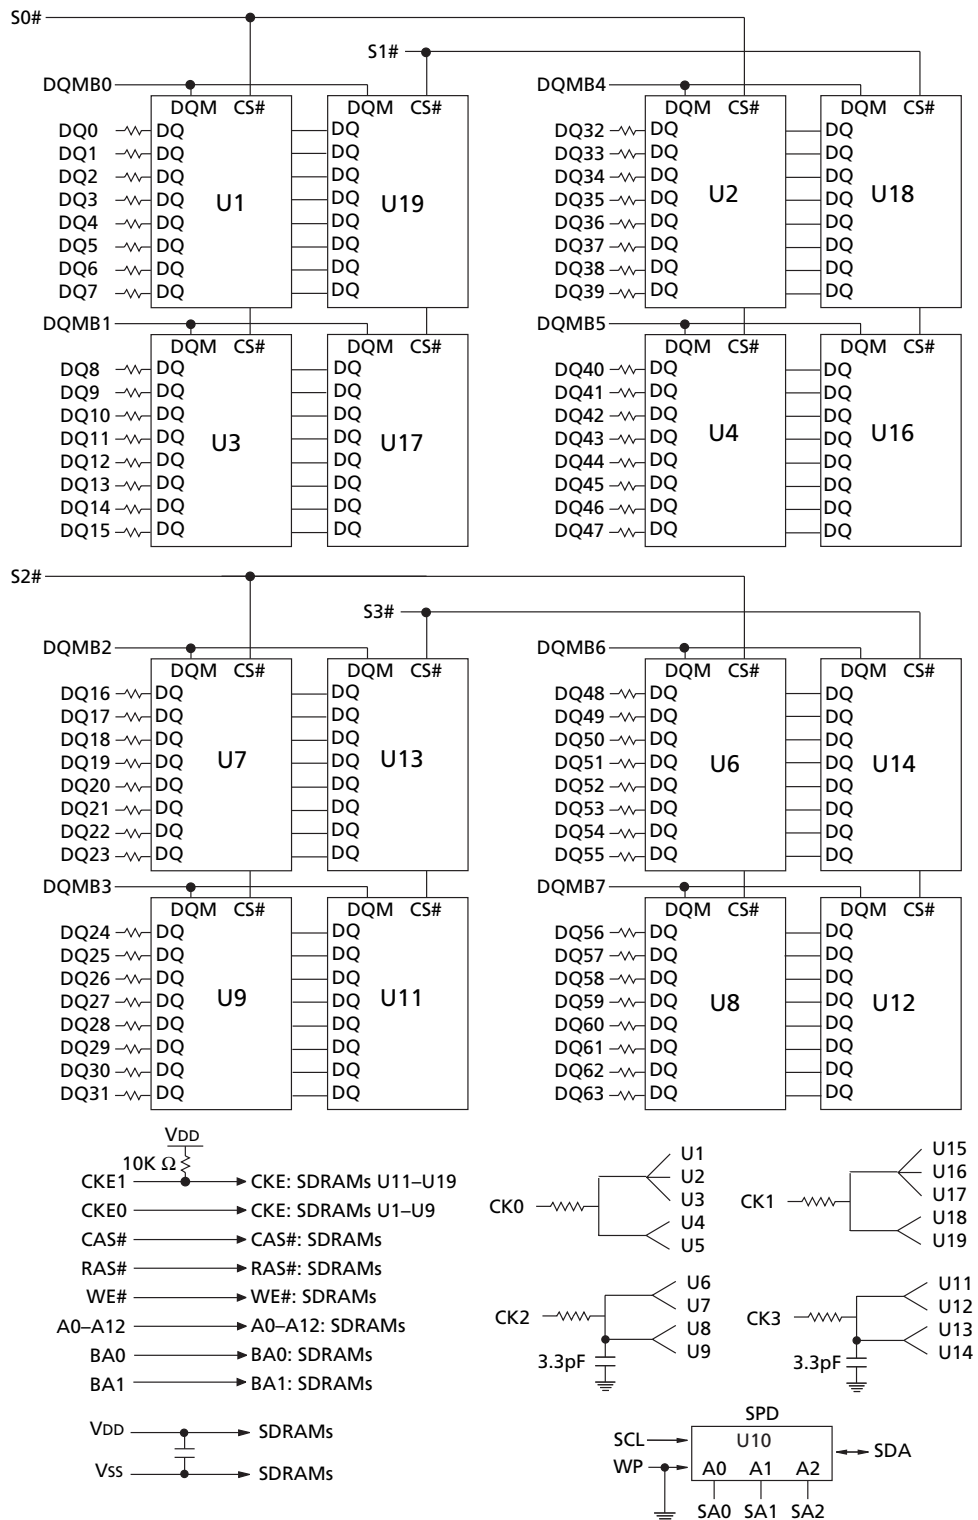 S0#
S1#
DQMB0
DQM CS#
DQM CS#
DQ0 DQ DQ
DQ1 DQ DQ
DQ2 DQ DQ
DQ3 DQ DQ
DQ4 DQ DQ
DQ5 DQ DQ
DQ6 DQ DQ
DQ7 DQ DQ
U1
U19
DQMB4
DQM CS#
DQM CS#
DQ32 DQ DQ
DQ33 DQ DQ
DQ34 DQ DQ
DQ35 DQ DQ
DQ36 DQ DQ
DQ37 DQ DQ
DQ38 DQ DQ
DQ39 DQ DQ
U2
U18
DQMB1
DQM CS#
DQM CS#
DQ8 DQ DQ
DQ9 DQ DQ
DQ10 DQ DQ
DQ11 DQ DQ
DQ12 DQ DQ
DQ13 DQ DQ
DQ14 DQ DQ
DQ15 DQ DQ
U3
U17
DQMB5
DQM CS#
DQM CS#
DQ40 DQ DQ
DQ41 DQ DQ
DQ42 DQ DQ
DQ43 DQ DQ
DQ44 DQ DQ
DQ45 DQ DQ
DQ46 DQ DQ
DQ47 DQ DQ
U4
U16
S2#
S3#
DQMB2
DQM CS#
DQM CS#
DQ16 DQ DQ
DQ17 DQ DQ
DQ18 DQ DQ
DQ19 DQ DQ
DQ20 DQ DQ
DQ21 DQ DQ
DQ22 DQ DQ
DQ23 DQ DQ
U7
U13
DQMB6
DQM CS#
DQM CS#
DQ48 DQ DQ
DQ49 DQ DQ
DQ50 DQ DQ
DQ51 DQ DQ
DQ52 DQ DQ
DQ53 DQ DQ
DQ54 DQ DQ
DQ55 DQ DQ
U6
U14
DQMB3
DQM CS#
DQM CS#
DQ24 DQ DQ
DQ25 DQ DQ
DQ26 DQ DQ
DQ27 DQ DQ
DQ28 DQ DQ
DQ29 DQ DQ
DQ30 DQ DQ
DQ31 DQ DQ
U9
U11
DQMB7
DQM CS#
DQM CS#
DQ56 DQ DQ
DQ57 DQ DQ
DQ58 DQ DQ
DQ59 DQ DQ
DQ60 DQ DQ
DQ61 DQ DQ
DQ62 DQ DQ
DQ63 DQ DQ
U8
U12
VDD
10K Ω
CKE1 CKE: SDRAMs U11–U19
CKE0 CKE: SDRAMs U1–U9
CAS# CAS#: SDRAMs
RAS# RAS#: SDRAMs
WE# WE#: SDRAMs
A0–A12 A0–A12: SDRAMs
BA0 BA0: SDRAMs
BA1 BA1: SDRAMs
VDD SDRAMs
VSS SDRAMs
CK0
U1
U2
U3
U4
U5
CK1
U15
U16
U17
U18
U19
CK2
U6
U7
U8
U9
3.3pF
CK3
U11
U12
U13
U14
3.3pF
SPD
SCL
U10
SDA
WP
A0 A1 A2
SA0 SA1 SA2